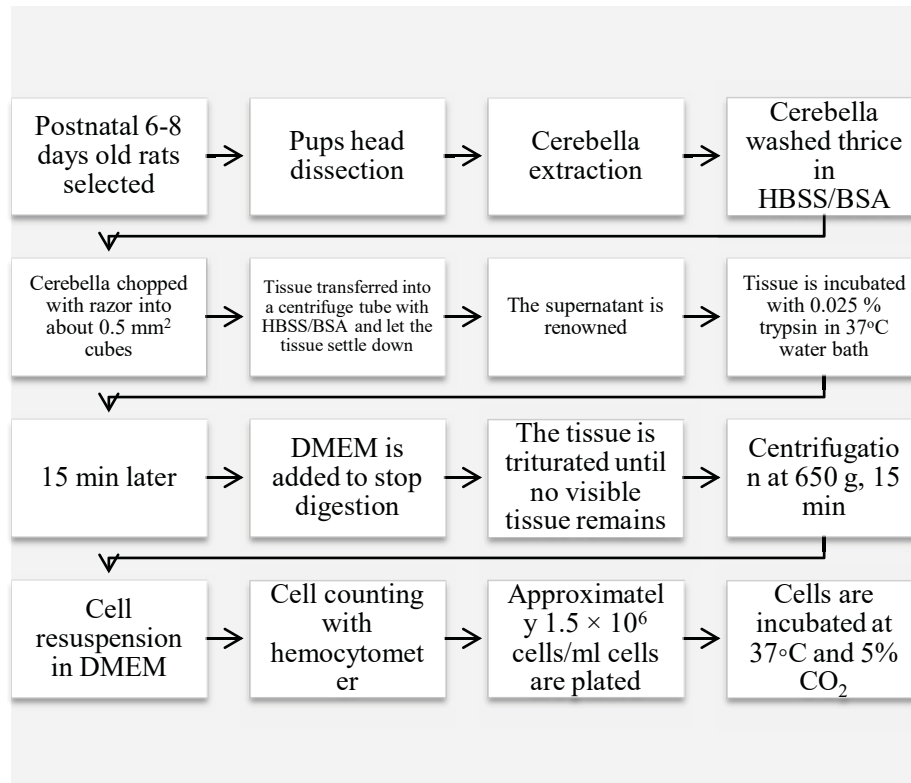 Postnatal 6-8
days old rats
selected
Pups head
dissection
Cerebella
extraction
Cerebella
washed thrice
in
HBSS/BSA
Cerebella chopped
with razor into
about 0.5 mm²
cubes
Tissue transferred into
a centrifuge tube with
HBSS/BSA and let the
tissue settle down
The supernatant is
renowned
Tissue is incubated
with 0.025 %
trypsin in 37°C
water bath
15 min later
DMEM is
added to stop
digestion
The tissue is
triturated until
no visible
tissue remains
Centrifugatio
n at 650 g, 15
min
Cell
resuspension
in DMEM
Cell counting
with
hemocytomet
er
Approximatel
y 1.5 × 10⁶
cells/ml cells
are plated
Cells are
incubated at
37◦C and 5%
CO₂